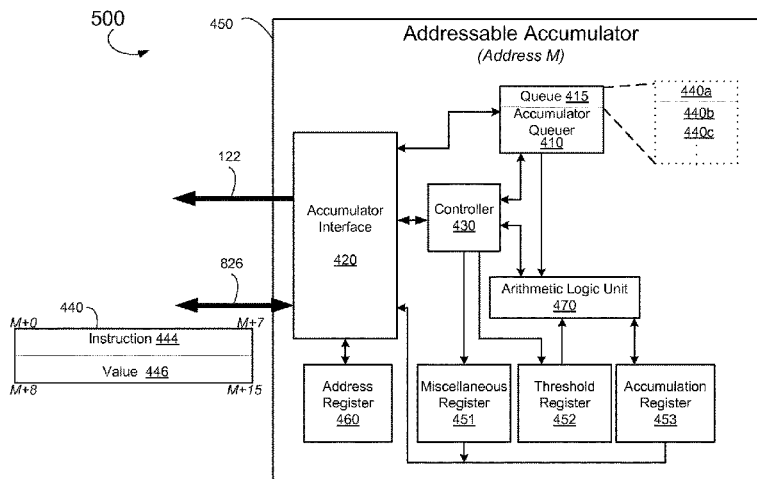 500
450
Addressable Accumulator
(Address M)
Queue 415
Accumulator
Queuer
410
440a
440b
440c
122
Accumulator
Interface
420
Controller
430
826
Arithmetic Logic Unit
470
M+0
440
M+7
Instruction 444
Value 446
M+8
M+15
Address
Register
460
Miscellaneous
Register
451
Threshold
Register
452
Accumulation
Register
453